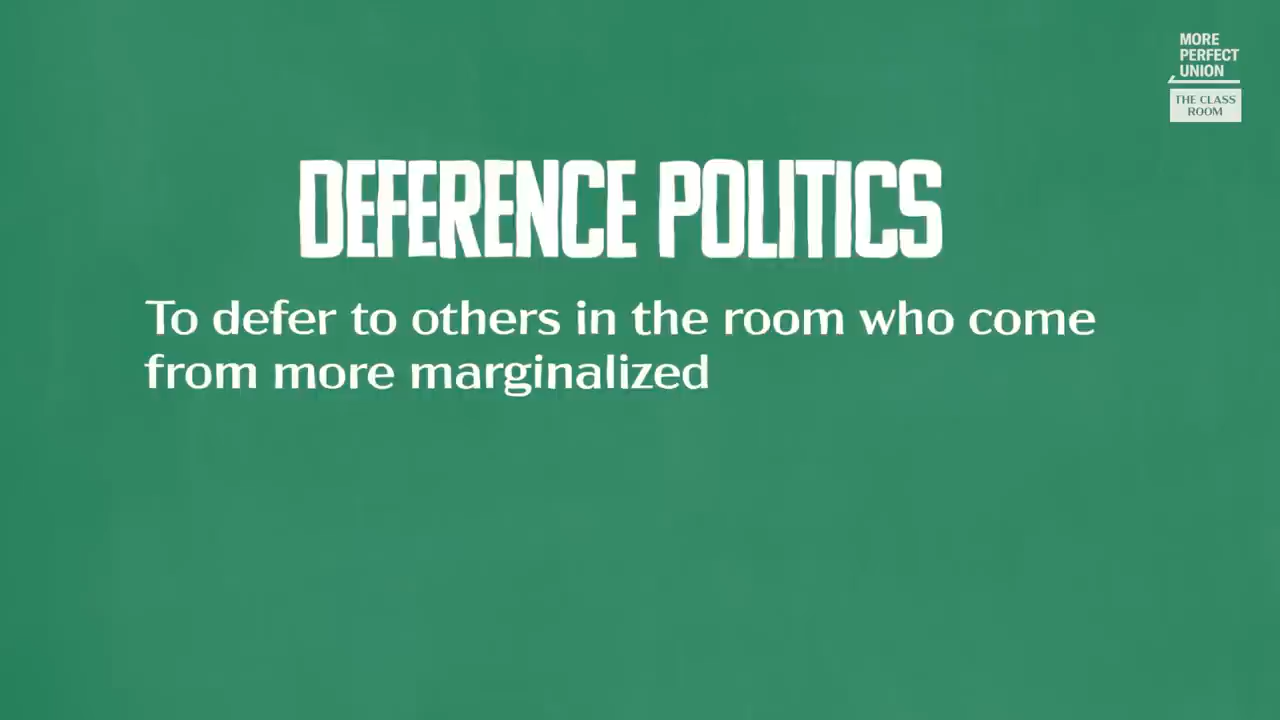 MORE
PERFECT
UNION
THE CLASS
ROOM
DEFERENCE POLITICS
To defer to others in the room who come
from more marginalized